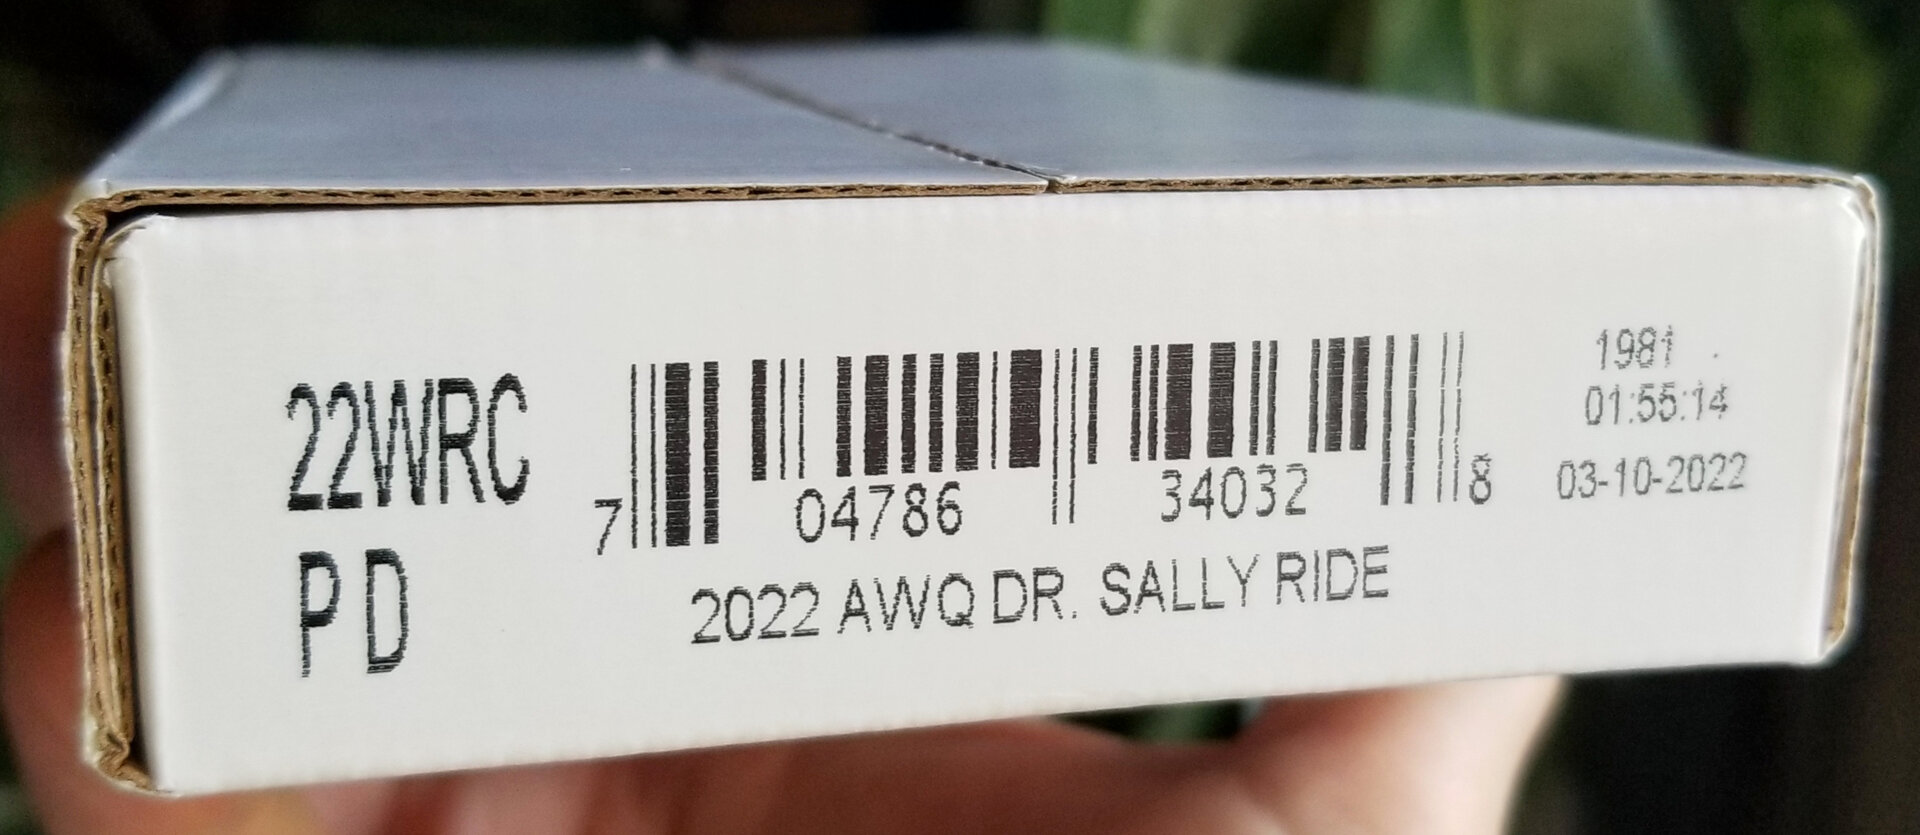 22WRC
P D
7 04786 34032 8
2022 AWQ DR. SALLY RIDE
1981
01:55:14
03-10-2022